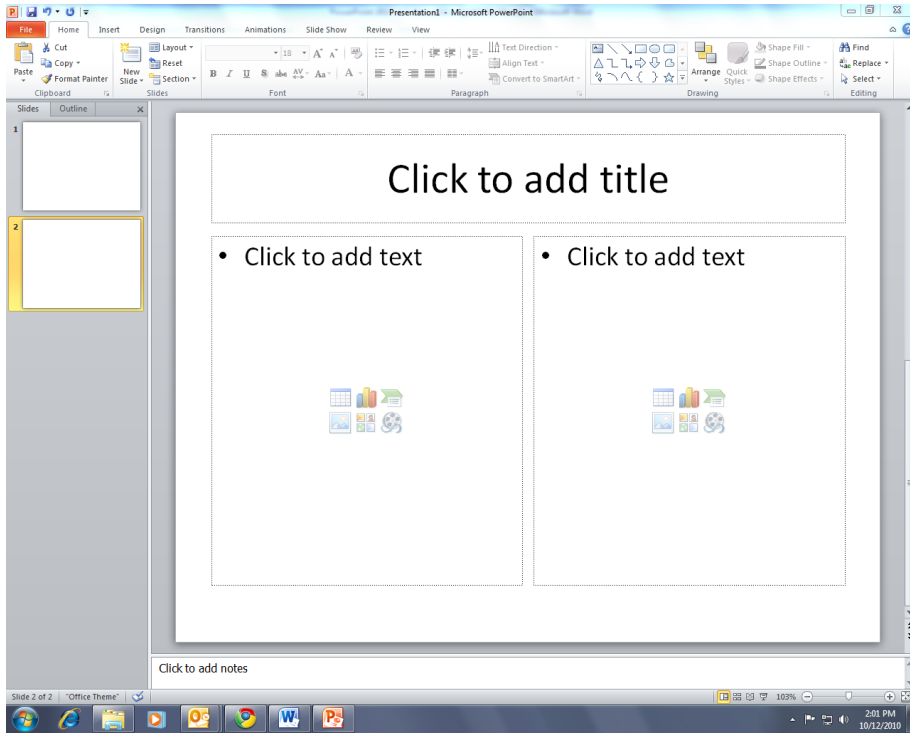 Presentation1 - Microsoft PowerPoint
File Home Insert Design Transitions Animations Slide Show Review View
Paste
Cut
Copy
Format Painter
Clipboard
New Slide
Layout
Reset
Section
Slides
18
B I U S abc AV Aa A
Font
Text Direction
Align Text
Convert to SmartArt
Paragraph
Arrange
Quick Styles
Shape Fill
Shape Outline
Shape Effects
Drawing
Find
Replace
Select
Editing
Slides Outline
1
2
Click to add title
• Click to add text
• Click to add text
Click to add notes
Slide 2 of 2 "Office Theme" 103%
2:01 PM
10/12/2010